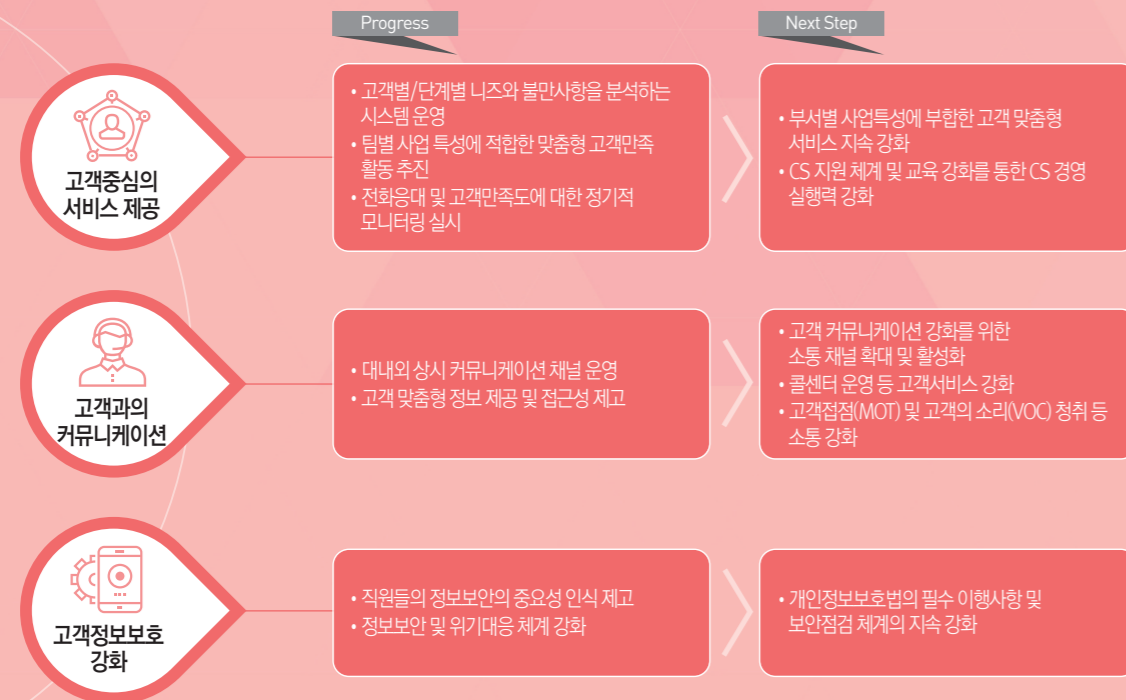 Progress
Next Step
고객중심의
서비스 제공
• 고객별/단계별 니즈와 불만사항을 분석하는
시스템 운영
• 팀별 사업 특성에 적합한 맞춤형 고객만족
활동 추진
• 전화응대 및 고객만족도에 대한 정기적
모니터링 실시
• 부서별 사업특성에 부합한 고객 맞춤형
서비스 지속 강화
• CS 지원 체계 및 교육 강화를 통한 CS 경영
실행력 강화
고객과의
커뮤니케이션
• 대내외 상시 커뮤니케이션 채널 운영
• 고객 맞춤형 정보 제공 및 접근성 제고
• 고객 커뮤니케이션 강화를 위한
소통 채널 확대 및 활성화
• 콜센터 운영 등 고객서비스 강화
• 고객접점(MOT) 및 고객의 소리(VOC) 청취 등
소통 강화
고객정보보호
강화
• 직원들의 정보보안의 중요성 인식 제고
• 정보보안 및 위기대응 체계 강화
• 개인정보보호법의 필수 이행사항 및
보안점검 체계의 지속 강화